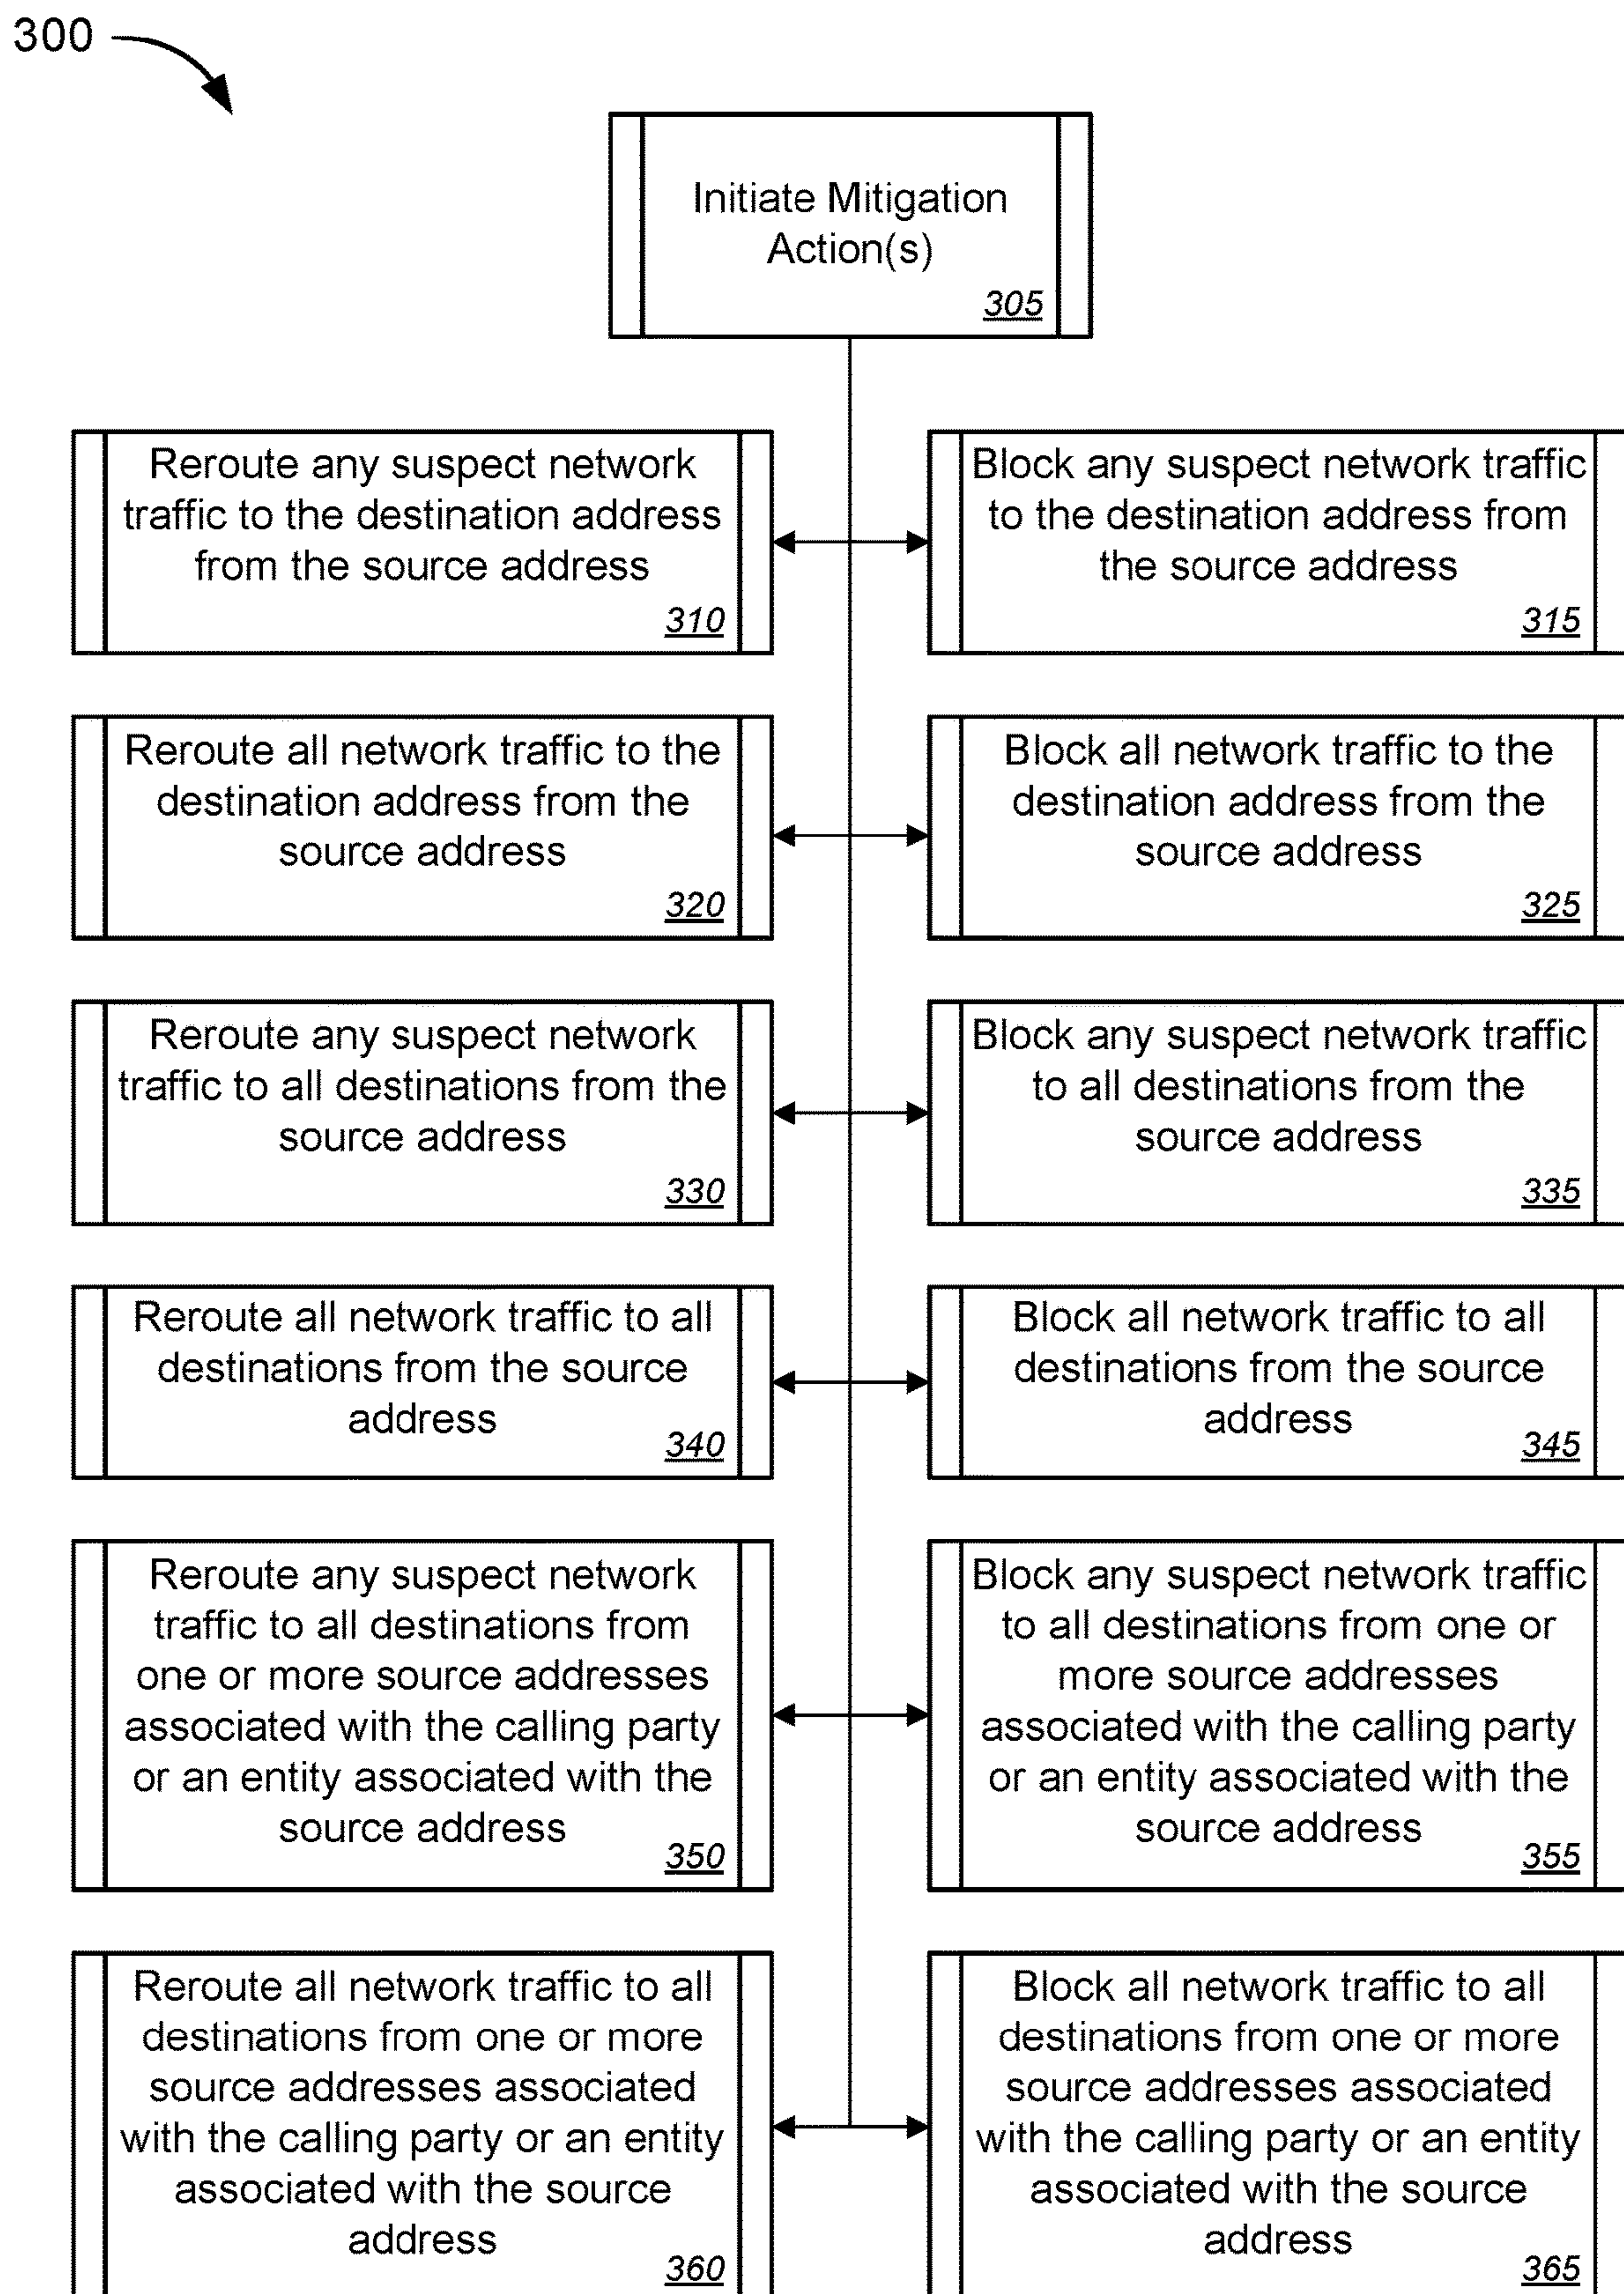 300
Initiate Mitigation
Action(s)
305
Reroute any suspect network
traffic to the destination address
from the source address
310
Block any suspect network traffic
to the destination address from
the source address
315
Reroute all network traffic to the
destination address from the
source address
320
Block all network traffic to the
destination address from the
source address
325
Reroute any suspect network
traffic to all destinations from the
source address
330
Block any suspect network traffic
to all destinations from the
source address
335
Reroute all network traffic to all
destinations from the source
address
340
Block all network traffic to all
destinations from the source
address
345
Reroute any suspect network
traffic to all destinations from
one or more source addresses
associated with the calling party
or an entity associated with the
source address
350
Block any suspect network traffic
to all destinations from one or
more source addresses
associated with the calling party
or an entity associated with the
source address
355
Reroute all network traffic to all
destinations from one or more
source addresses associated
with the calling party or an entity
associated with the source
address
360
Block all network traffic to all
destinations from one or more
source addresses associated
with the calling party or an entity
associated with the source
address
365